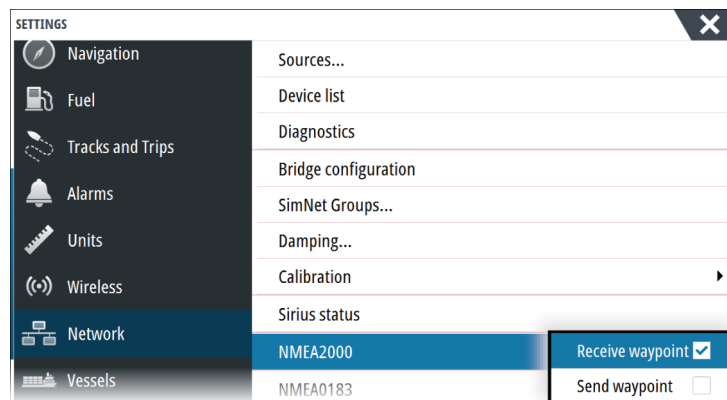 SETTINGS
Navigation
Fuel
Tracks and Trips
Alarms
Units
Wireless
Network
Vessels
Sources...
Device list
Diagnostics
Bridge configuration
SimNet Groups...
Damping...
Calibration
Sirius status
NMEA2000
NMEA0183
Receive waypoint
Send waypoint